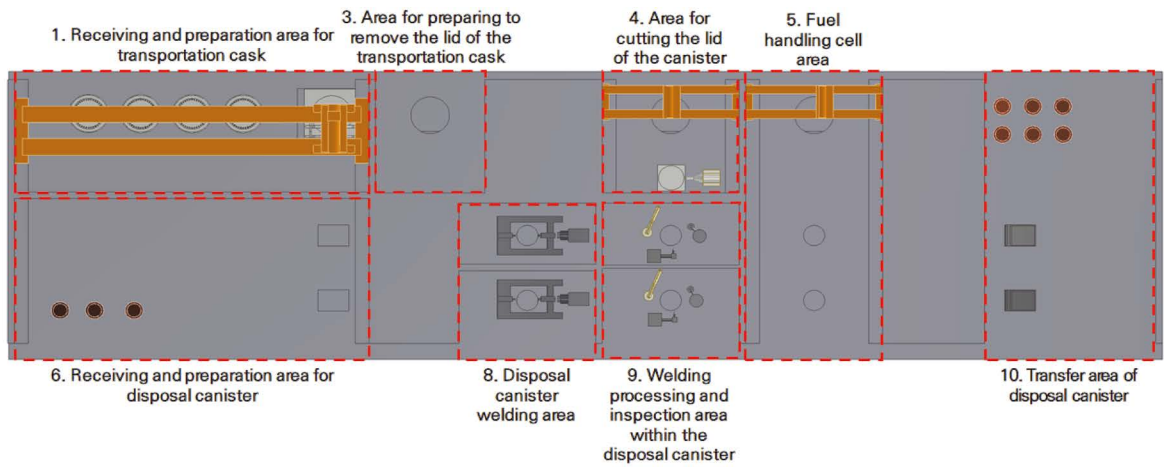 1. Receiving and preparation area for
transportation cask
3. Area for preparing to
remove the lid of the
transportation cask
4. Area for
cutting the lid
of the canister
5. Fuel
handling cell
area
6. Receiving and preparation area for
disposal canister
8. Disposal
canister
welding area
9. Welding
processing and
inspection area
within the
disposal canister
10. Transfer area of
disposal canister